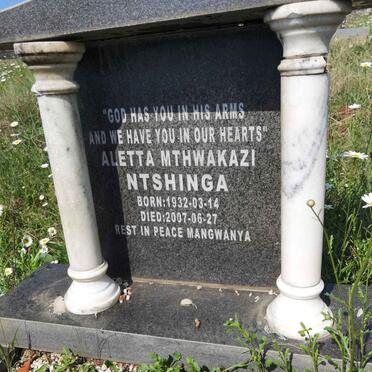 "GOD HAS YOU IN HIS ARMS
AND WE HAVE YOU IN OUR HEARTS"
ALETTA MTHWAKAZI
NTSHINGA
BORN:1932-03-14
DIED:2007-06-27
REST IN PEACE MANGWANYA